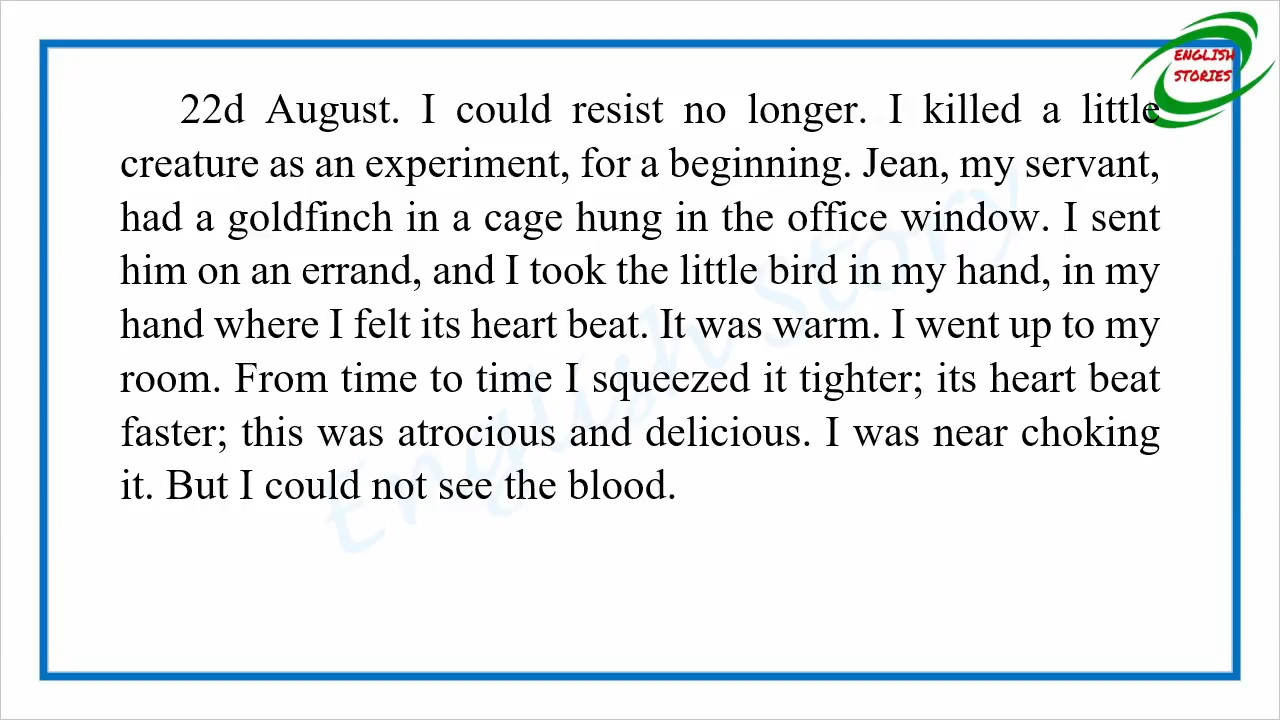 ENGLISH
STORIES
22d August. I could resist no longer. I killed a little
creature as an experiment, for a beginning. Jean, my servant,
had a goldfinch in a cage hung in the office window. I sent
him on an errand, and I took the little bird in my hand, in my
hand where I felt its heart beat. It was warm. I went up to my
room. From time to time I squeezed it tighter; its heart beat
faster; this was atrocious and delicious. I was near choking
it. But I could not see the blood.
English Story